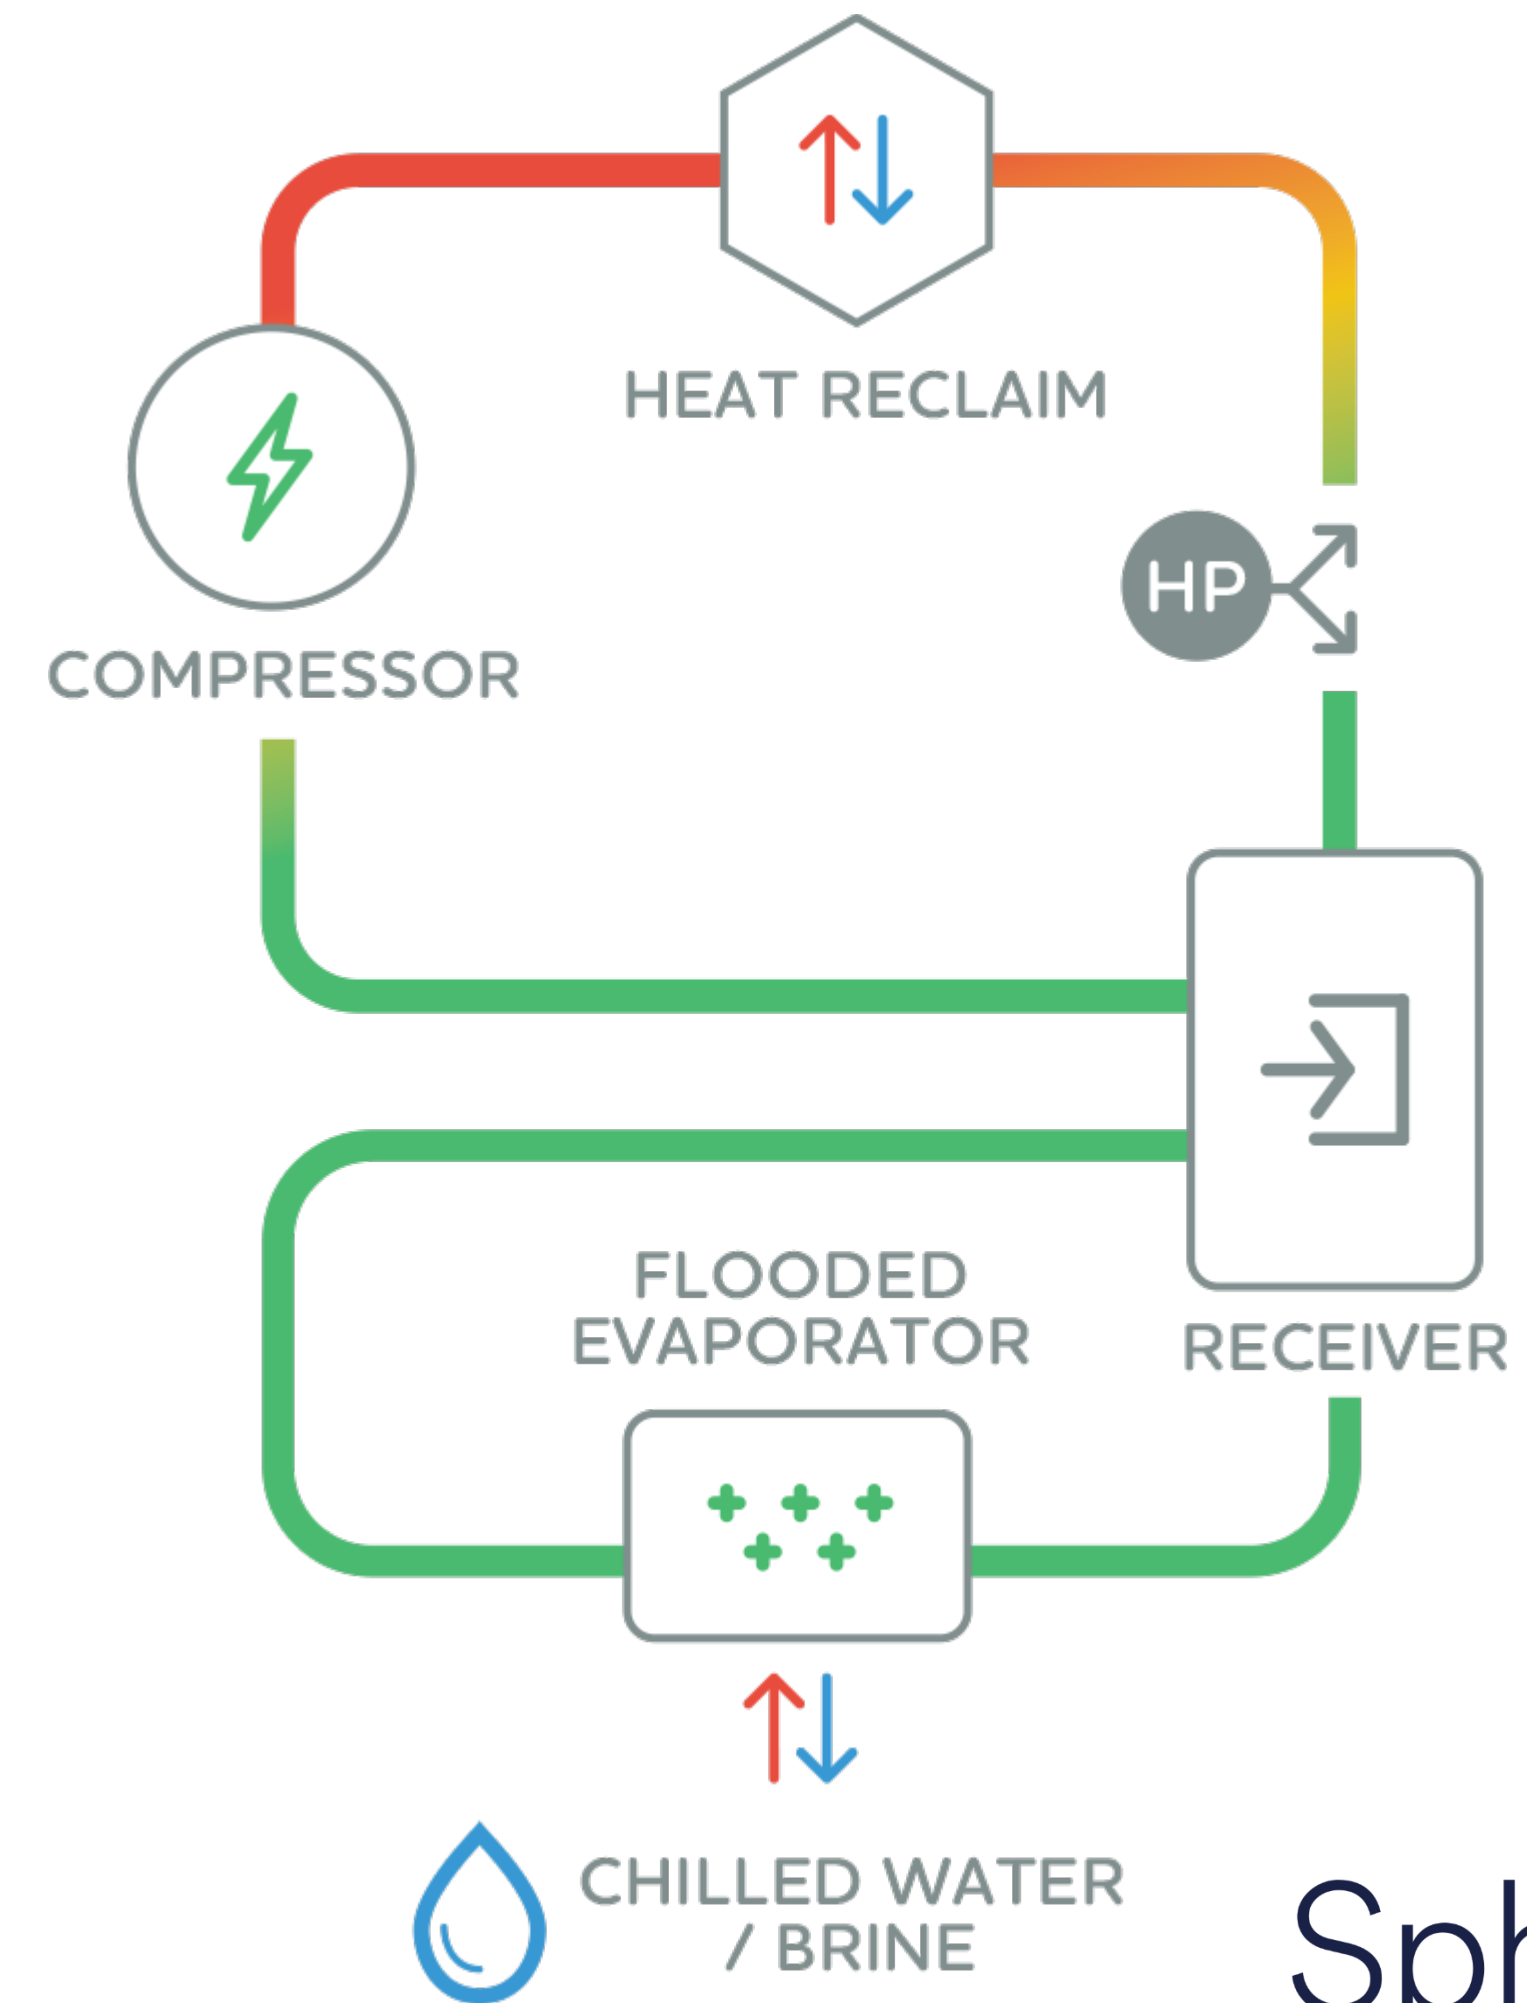 HEAT RECLAIM
HP
COMPRESSOR
FLOODED
EVAPORATOR
RECEIVER
CHILLED WATER
/ BRINE